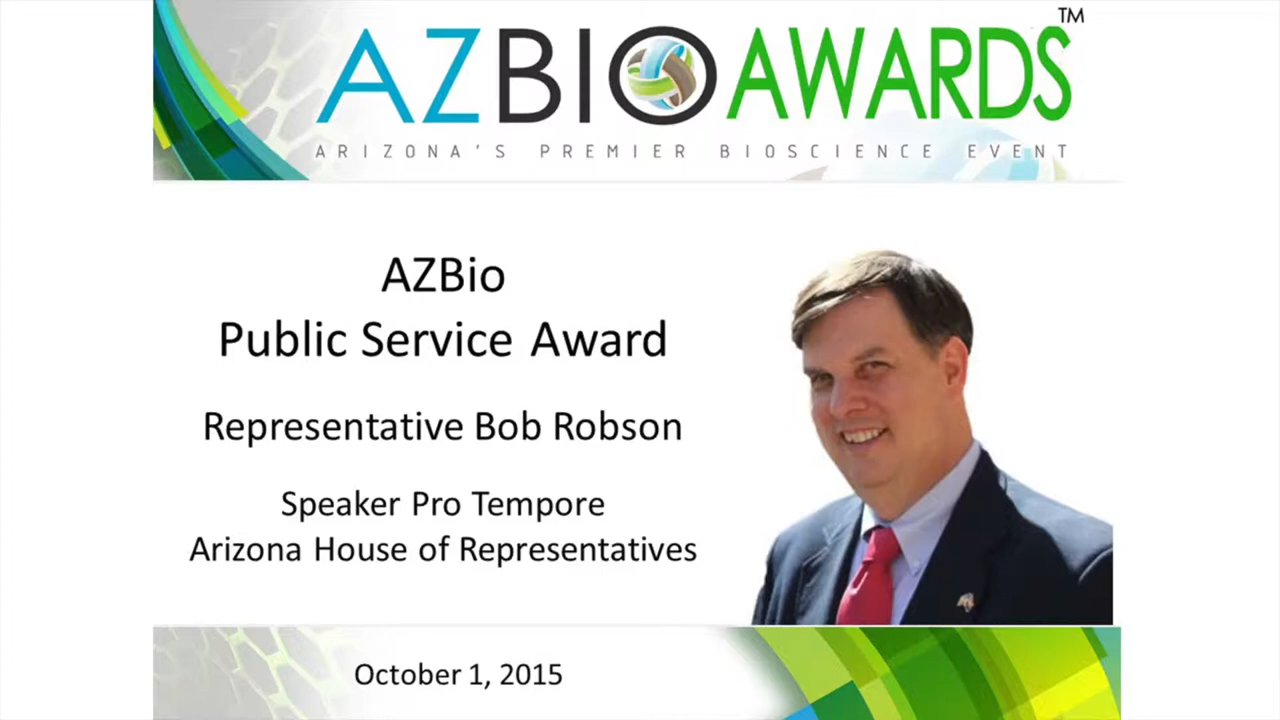 AZBIO AWARDS™
ARIZONA'S PREMIER BIOSCIENCE EVENT
AZBio
Public Service Award
Representative Bob Robson
Speaker Pro Tempore
Arizona House of Representatives
October 1, 2015